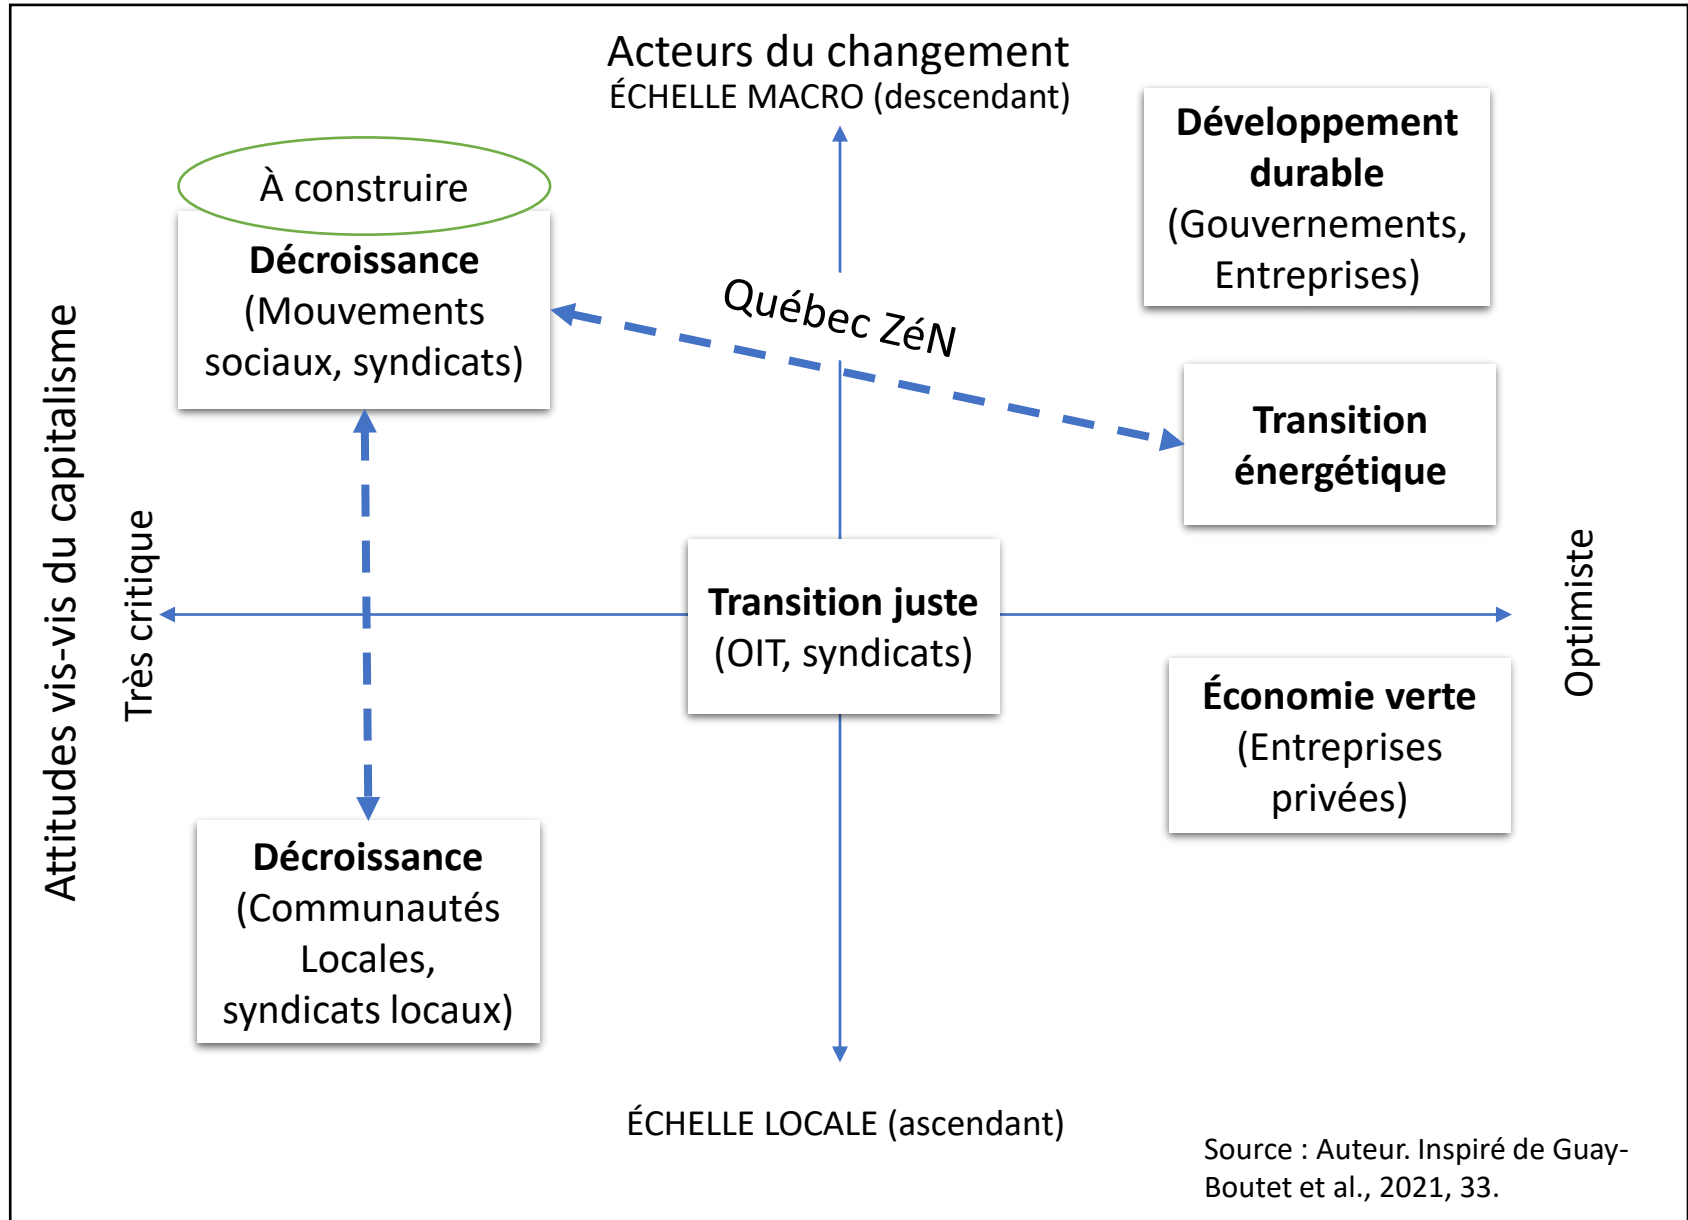 Acteurs du changement
ÉCHELLE MACRO (descendant)
Développement
durable
(Gouvernements,
Entreprises)
À construire
Décroissance
(Mouvements
sociaux, syndicats)
Québec ZéN
Transition
énergétique
Attitudes vis-vis du capitalisme
Très critique
Transition juste
(OIT, syndicats)
Optimiste
Économie verte
(Entreprises
privées)
Décroissance
(Communautés
Locales,
syndicats locaux)
ÉCHELLE LOCALE (ascendant)
Source : Auteur. Inspiré de Guay-
Boutet et al., 2021, 33.